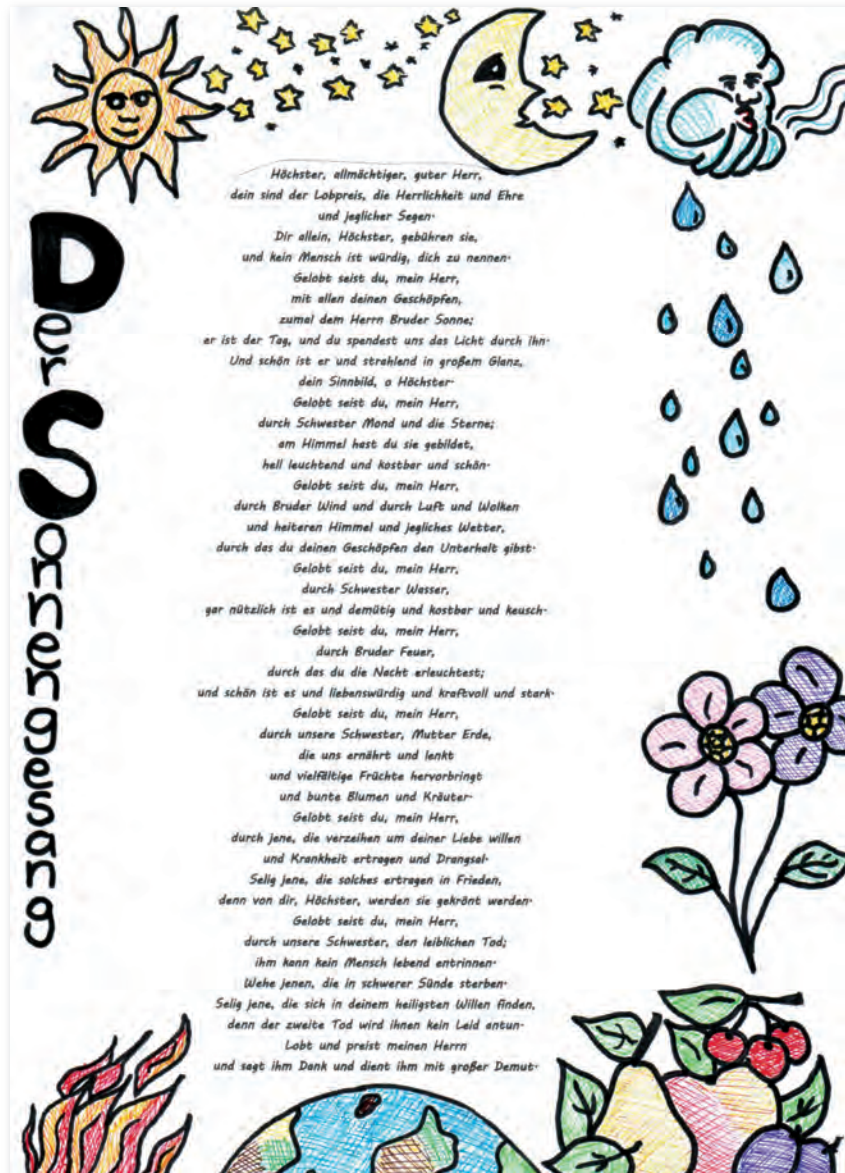 Der Sonnengesang
Höchster, allmächtiger, guter Herr,
dein sind der Lobpreis, die Herrlichkeit und Ehre
und jeglicher Segen.
Dir allein, Höchster, gebühren sie,
und kein Mensch ist würdig, dich zu nennen.
Gelobt seist du, mein Herr,
mit allen deinen Geschöpfen,
zumal dem Herrn Bruder Sonne;
er ist der Tag, und du spendest uns das Licht durch ihn.
Und schön ist er und strahlend in großem Glanz,
dein Sinnbild, o Höchster.
Gelobt seist du, mein Herr,
durch Schwester Mond und die Sterne;
am Himmel hast du sie gebildet,
hell leuchtend und kostbar und schön.
Gelobt seist du, mein Herr,
durch Bruder Wind und durch Luft und Wolken
und heiteren Himmel und jegliches Wetter,
durch das du deinen Geschöpfen den Unterhalt gibst.
Gelobt seist du, mein Herr,
durch Schwester Wasser,
gar nützlich ist es und demütig und kostbar und keusch.
Gelobt seist du, mein Herr,
durch Bruder Feuer,
durch das du die Nacht erleuchtest;
und schön ist es und liebenswürdig und kraftvoll und stark.
Gelobt seist du, mein Herr,
durch unsere Schwester, Mutter Erde,
die uns ernährt und lenkt
und vielfältige Früchte hervorbringt
und bunte Blumen und Kräuter.
Gelobt seist du, mein Herr,
durch jene, die verzeihen um deiner Liebe willen
und Krankheit ertragen und Drangsal.
Selig jene, die solches ertragen in Frieden,
denn von dir, Höchster, werden sie gekrönt werden.
Gelobt seist du, mein Herr,
durch unsere Schwester, den leiblichen Tod;
ihm kann kein Mensch lebend entrinnen.
Wehe jenen, die in schwerer Sünde sterben.
Selig jene, die sich in deinem heiligsten Willen finden,
denn der zweite Tod wird ihnen kein Leid antun.
Lobt und preist meinen Herrn
und sagt ihm Dank und dient ihm mit großer Demut.